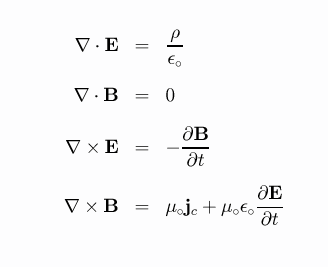 ∇ · E = ρ/ϵ∘
∇ · B = 0
∇ × E = −∂B/∂t
∇ × B = μ∘j_c + μ∘ϵ∘ ∂E/∂t